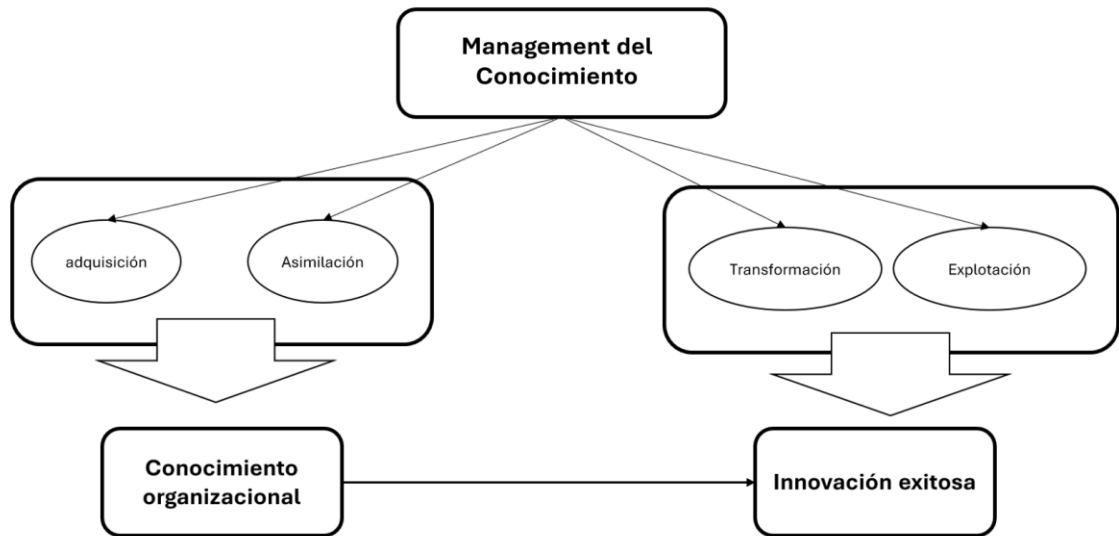 Management del
Conocimiento
adquisición
Asimilación
Transformación
Explotación
Conocimiento
organizacional
Innovación exitosa